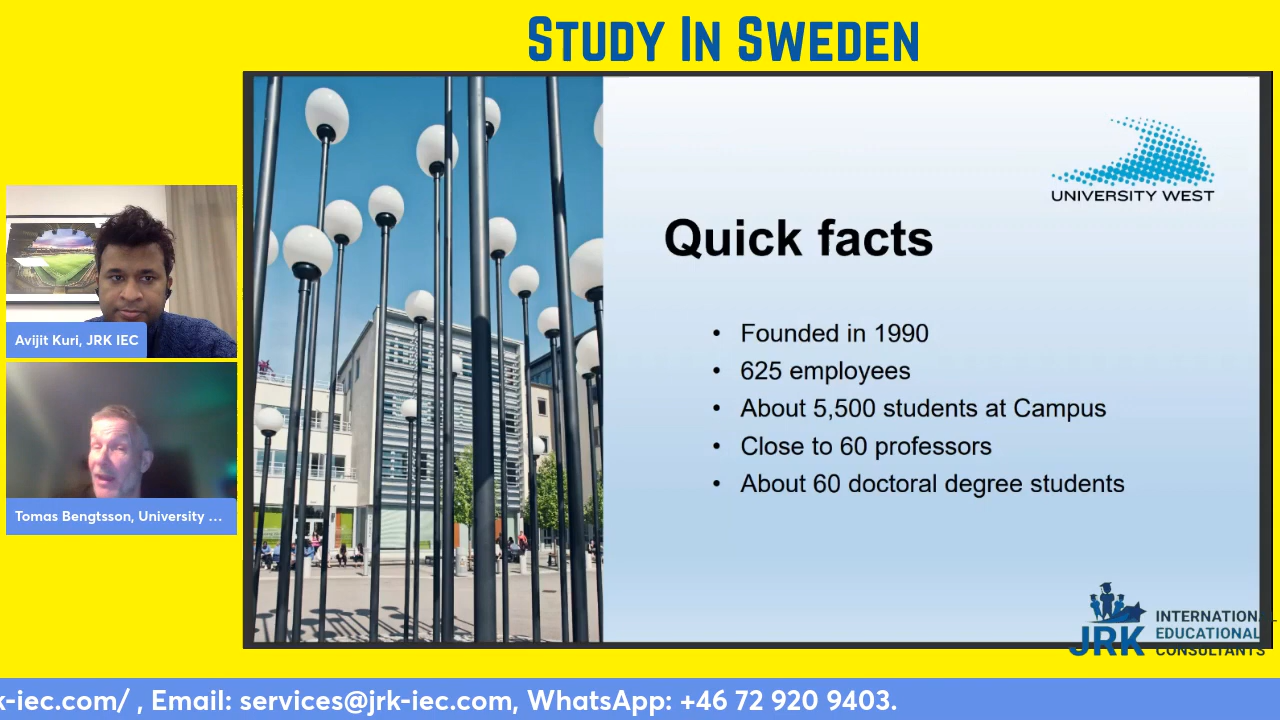 Study In Sweden
UNIVERSITY WEST
Quick facts
• Founded in 1990
• 625 employees
• About 5,500 students at Campus
• Close to 60 professors
• About 60 doctoral degree students
Avijit Kuri, JRK IEC
Tomas Bengtsson, University ...
JRK INTERNATIONAL
EDUCATIONAL
CONSULTANTS
k-iec.com/ , Email: services@jrk-iec.com, WhatsApp: +46 72 920 9403.